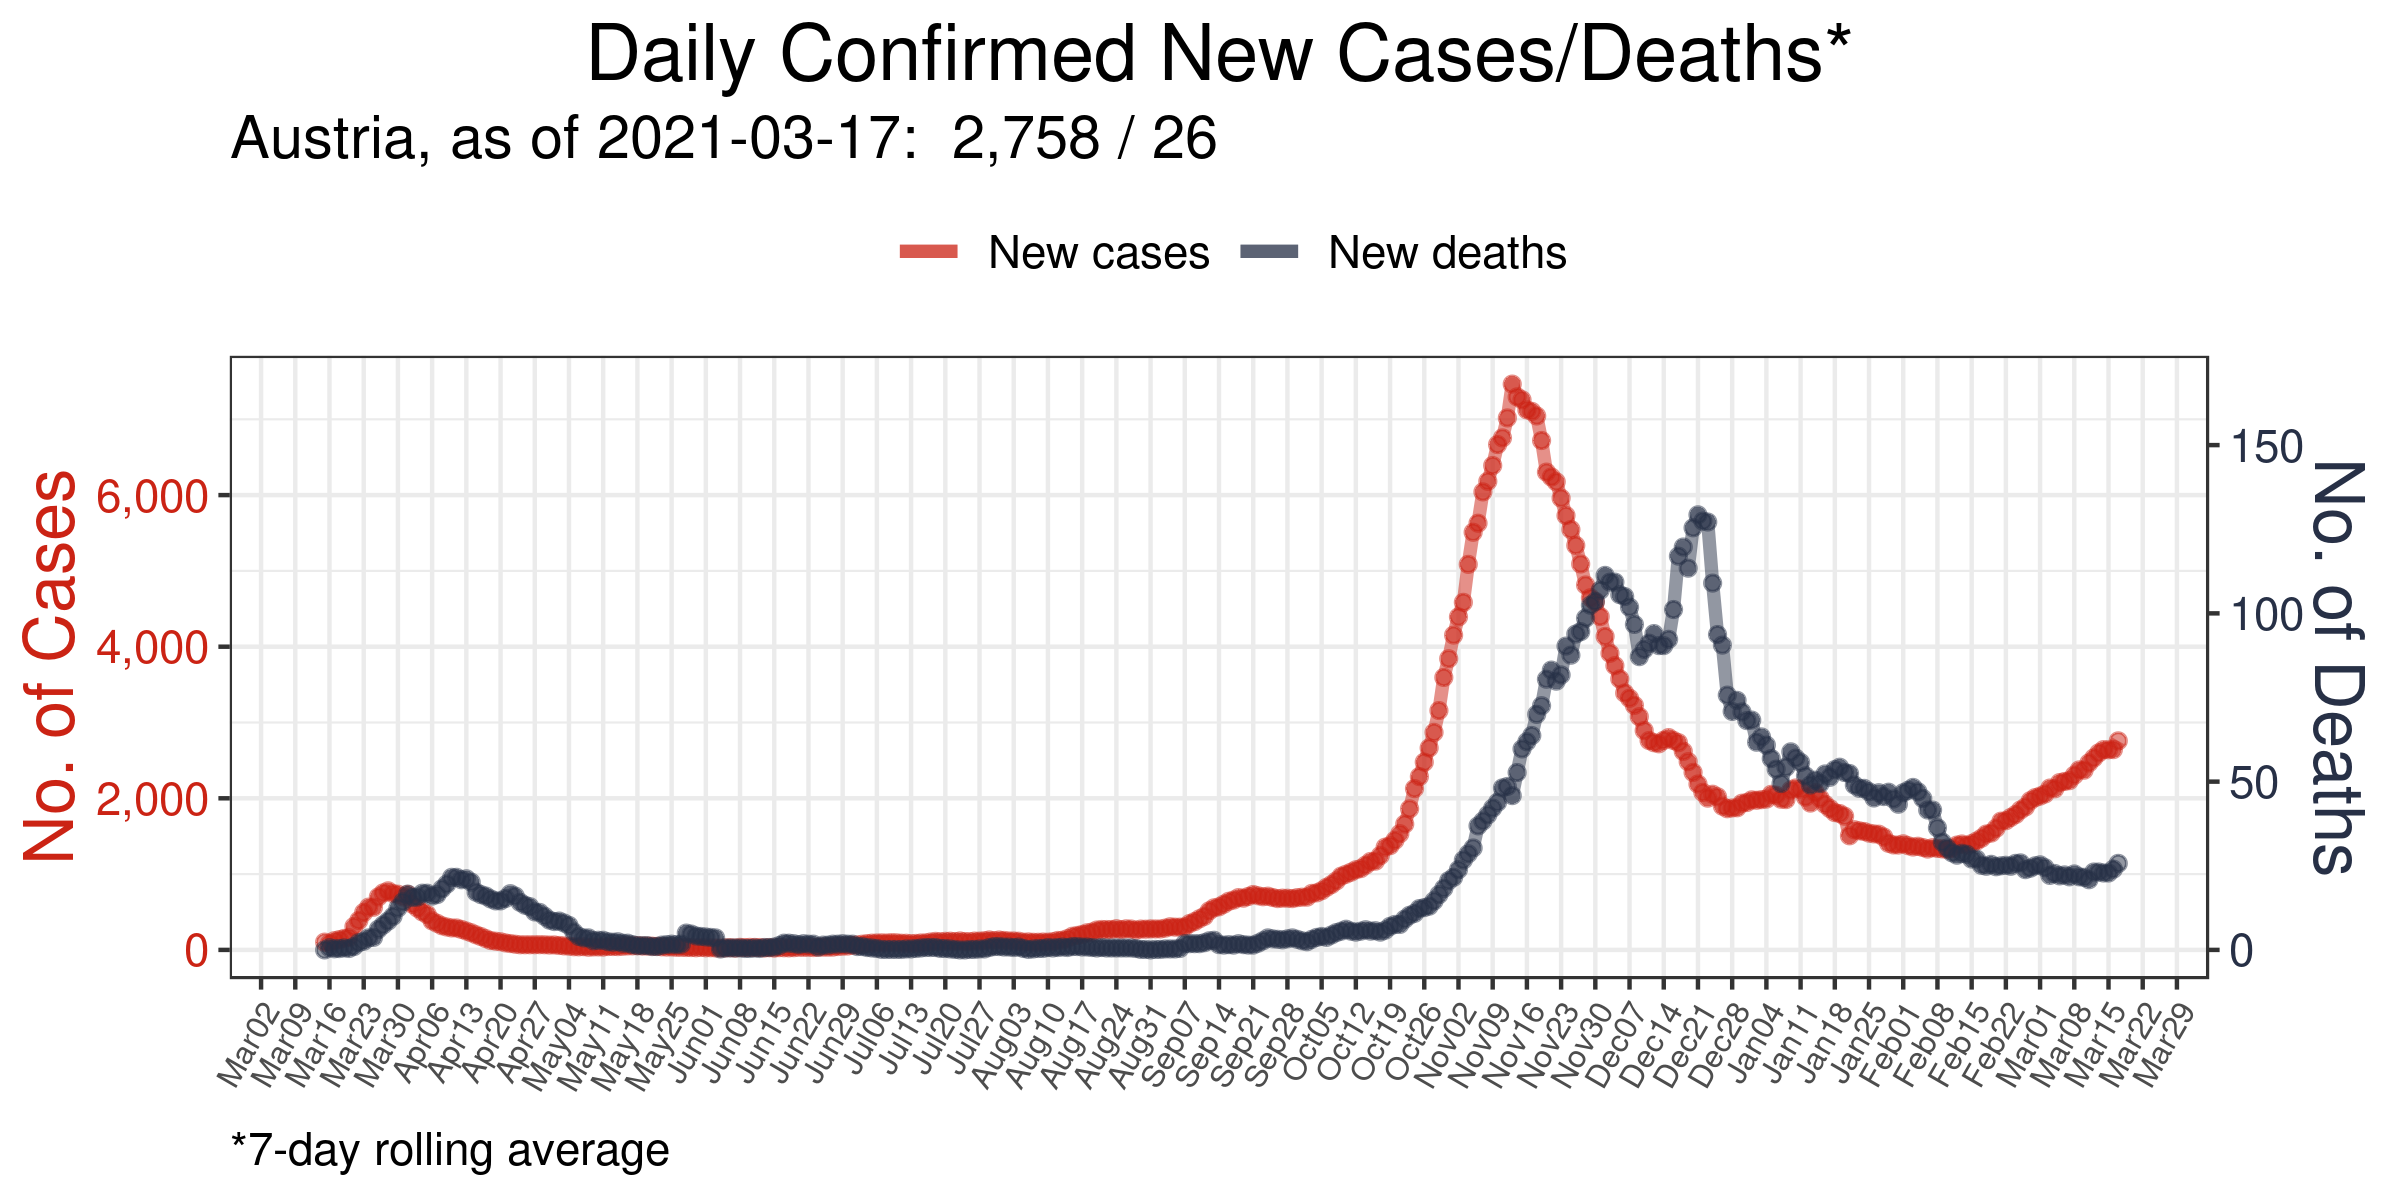 Daily Confirmed New Cases/Deaths*
Austria, as of 2021-03-17:  2,758 / 26
New cases
New deaths
No. of Cases
6,000
4,000
2,000
0
150
100
50
0
No. of Deaths
Mar02
Mar09
Mar16
Mar23
Mar30
Apr06
Apr13
Apr20
Apr27
May04
May11
May18
May25
Jun01
Jun08
Jun15
Jun22
Jun29
Jul06
Jul13
Jul20
Jul27
Aug03
Aug10
Aug17
Aug24
Aug31
Sep07
Sep14
Sep21
Sep28
Oct05
Oct12
Oct19
Oct26
Nov02
Nov09
Nov16
Nov23
Nov30
Dec07
Dec14
Dec21
Dec28
Jan04
Jan11
Jan18
Jan25
Feb01
Feb08
Feb15
Feb22
Mar01
Mar08
Mar15
Mar22
Mar29
*7-day rolling average